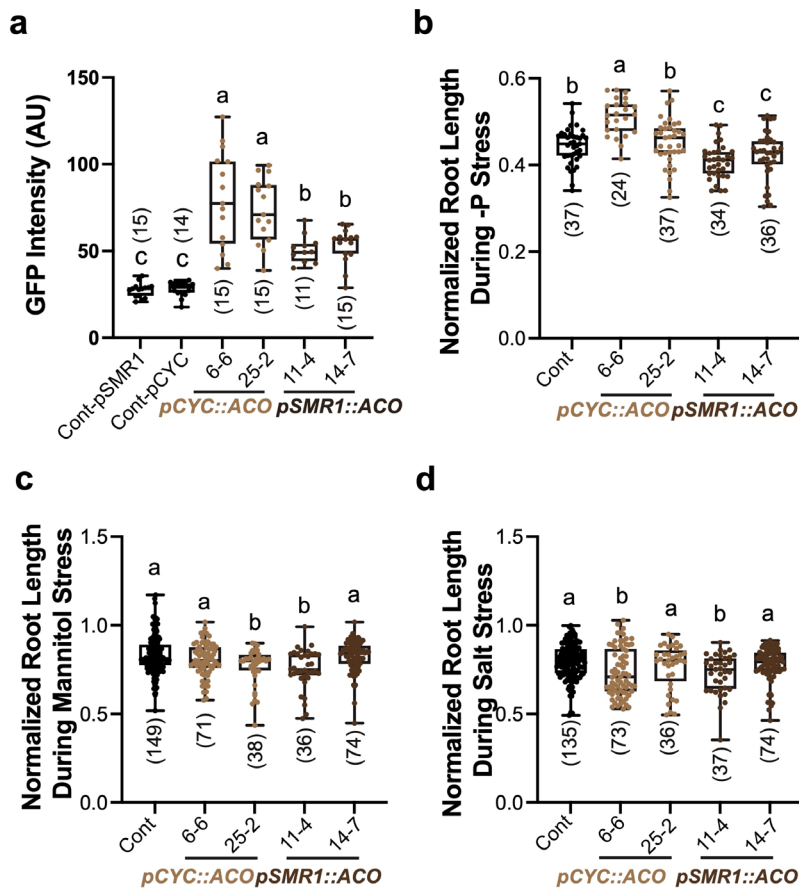 a
GFP Intensity (AU)
150
100
50
0
(15)
(14)
c
c
a
a
b
b
(15)
(15)
(11)
(15)
Cont-pSMR1
Cont-pCYC
6-6
25-2
11-4
14-7
pCYC::ACO
pSMR1::ACO
b
Normalized Root Length
During -P Stress
0.6
0.4
0.2
0.0
b
a
b
c
c
(37)
(24)
(37)
(34)
(36)
Cont
6-6
25-2
11-4
14-7
pCYC::ACO
pSMR1::ACO
c
Normalized Root Length
During Mannitol Stress
1.5
1.0
0.5
0.0
a
a
b
b
a
(149)
(71)
(38)
(36)
(74)
Cont
6-6
25-2
11-4
14-7
pCYC::ACO
pSMR1::ACO
d
Normalized Root Length
During Salt Stress
1.5
1.0
0.5
0.0
a
b
a
b
a
(135)
(73)
(36)
(37)
(74)
Cont
6-6
25-2
11-4
14-7
pCYC::ACO
pSMR1::ACO